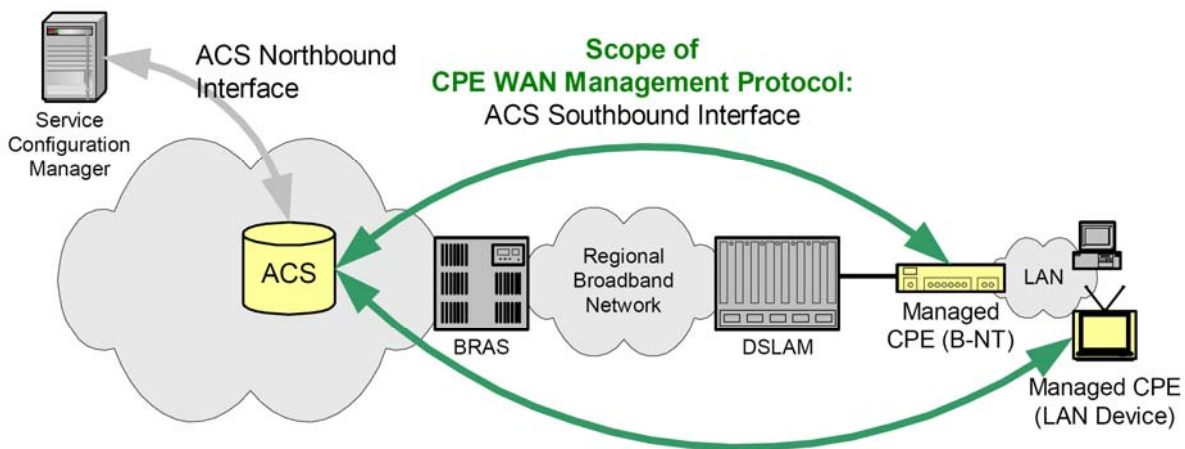 ACS Northbound
Interface
Scope of
CPE WAN Management Protocol:
ACS Southbound Interface
Service
Configuration
Manager
ACS
BRAS
Regional
Broadband
Network
DSLAM
Managed
CPE (B-NT)
LAN
Managed CPE
(LAN Device)